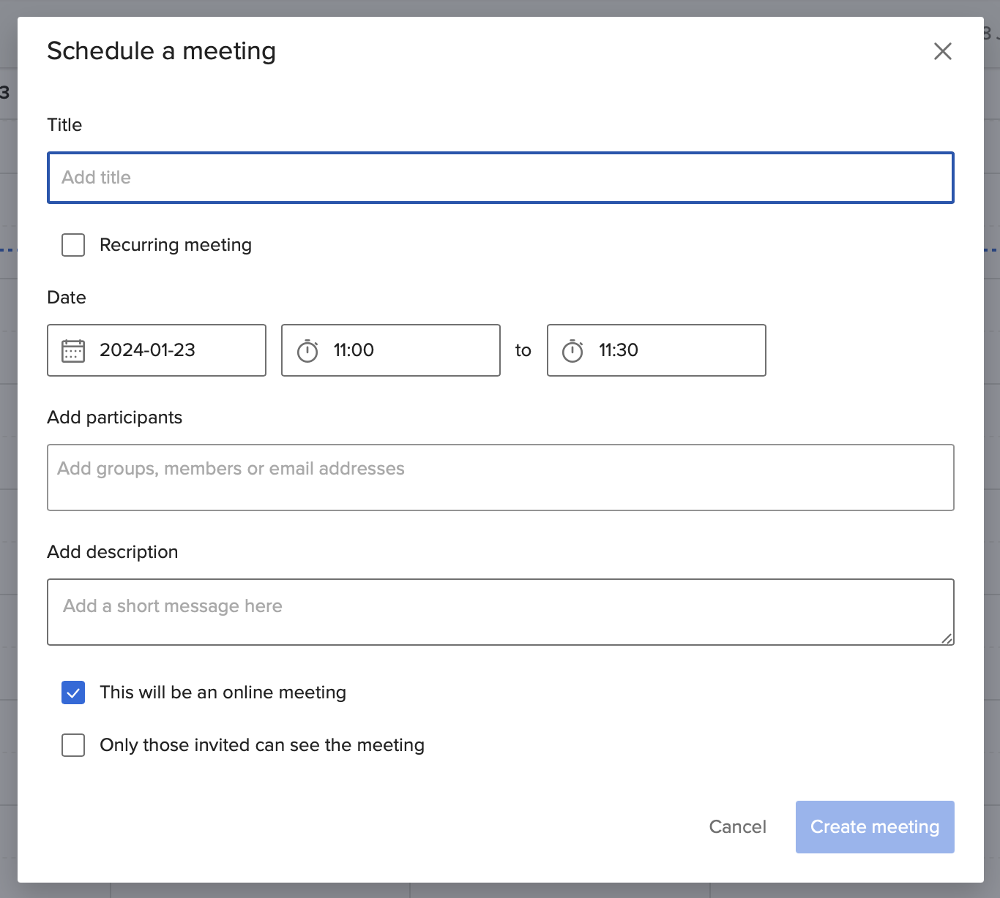 8
Schedule a meeting
3
Title
Add title
Recurring meeting
Date
2024-01-23 11:00 to 11:30
Add participants
Add groups, members or email addresses
Add description
Add a short message here
This will be an online meeting
Only those invited can see the meeting
Cancel Create meeting